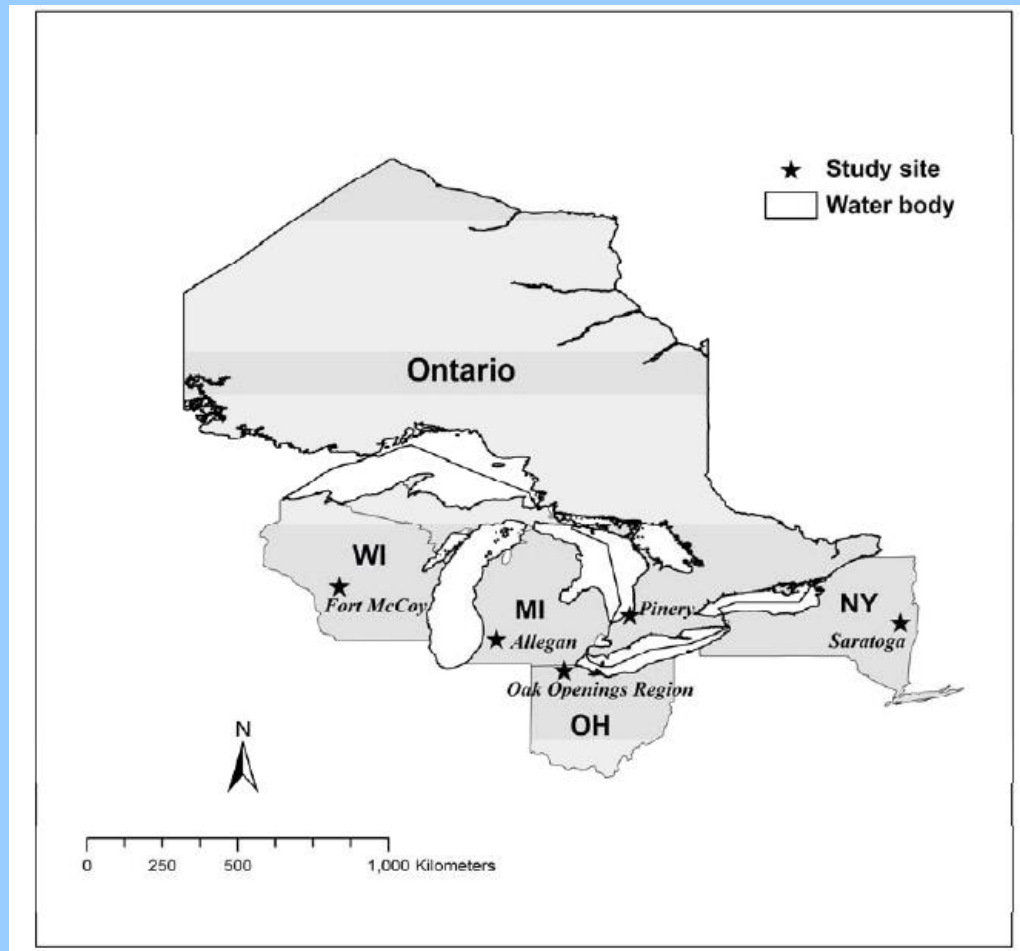 Study site
Water body
Ontario
WI
Fort McCoy
MI
Pinery
NY
Allegan
Saratoga
Oak Openings Region
OH
N
0 250 500 1,000 Kilometers